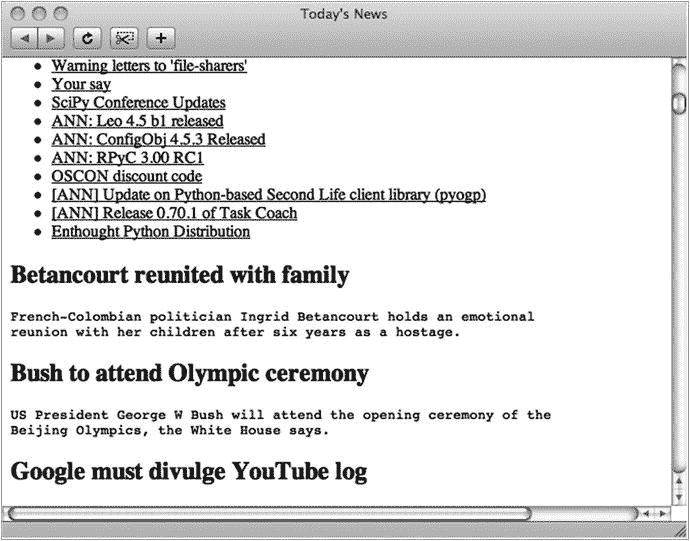 Today's News
Warning letters to 'file-sharers'
Your say
SciPy Conference Updates
ANN: Leo 4.5 b1 released
ANN: ConfigObj 4.5.3 Released
ANN: RPyC 3.00 RC1
OSCON discount code
[ANN] Update on Python-based Second Life client library (pyogp)
[ANN] Release 0.70.1 of Task Coach
Enthought Python Distribution
Betancourt reunited with family
French-Colombian politician Ingrid Betancourt holds an emotional
reunion with her children after six years as a hostage.
Bush to attend Olympic ceremony
US President George W Bush will attend the opening ceremony of the
Beijing Olympics, the White House says.
Google must divulge YouTube log